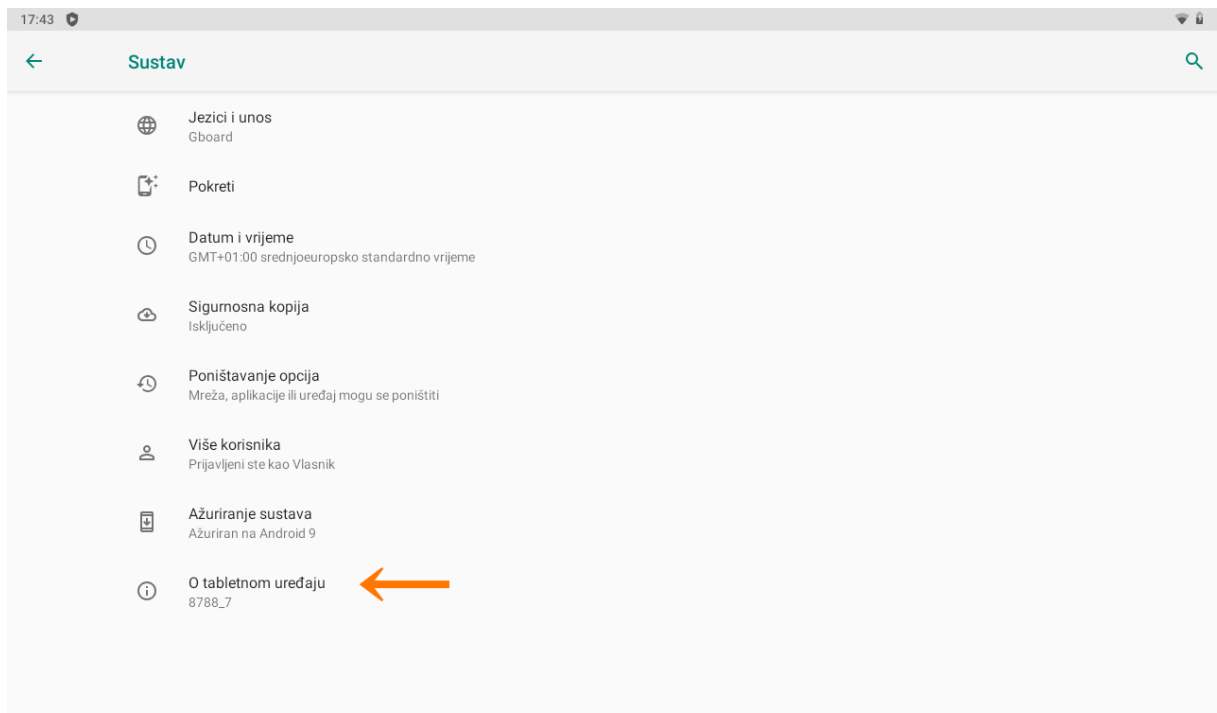 17:43
Sustav
Jezici i unos
Gboard
Pokreti
Datum i vrijeme
GMT+01:00 srednjoeuropsko standardno vrijeme
Sigurnosna kopija
Isključeno
Poništavanje opcija
Mreža, aplikacije ili uređaj mogu se poništiti
Više korisnika
Prijavljeni ste kao Vlasnik
Ažuriranje sustava
Ažuriran na Android 9
O tabletnom uređaju
8788_7